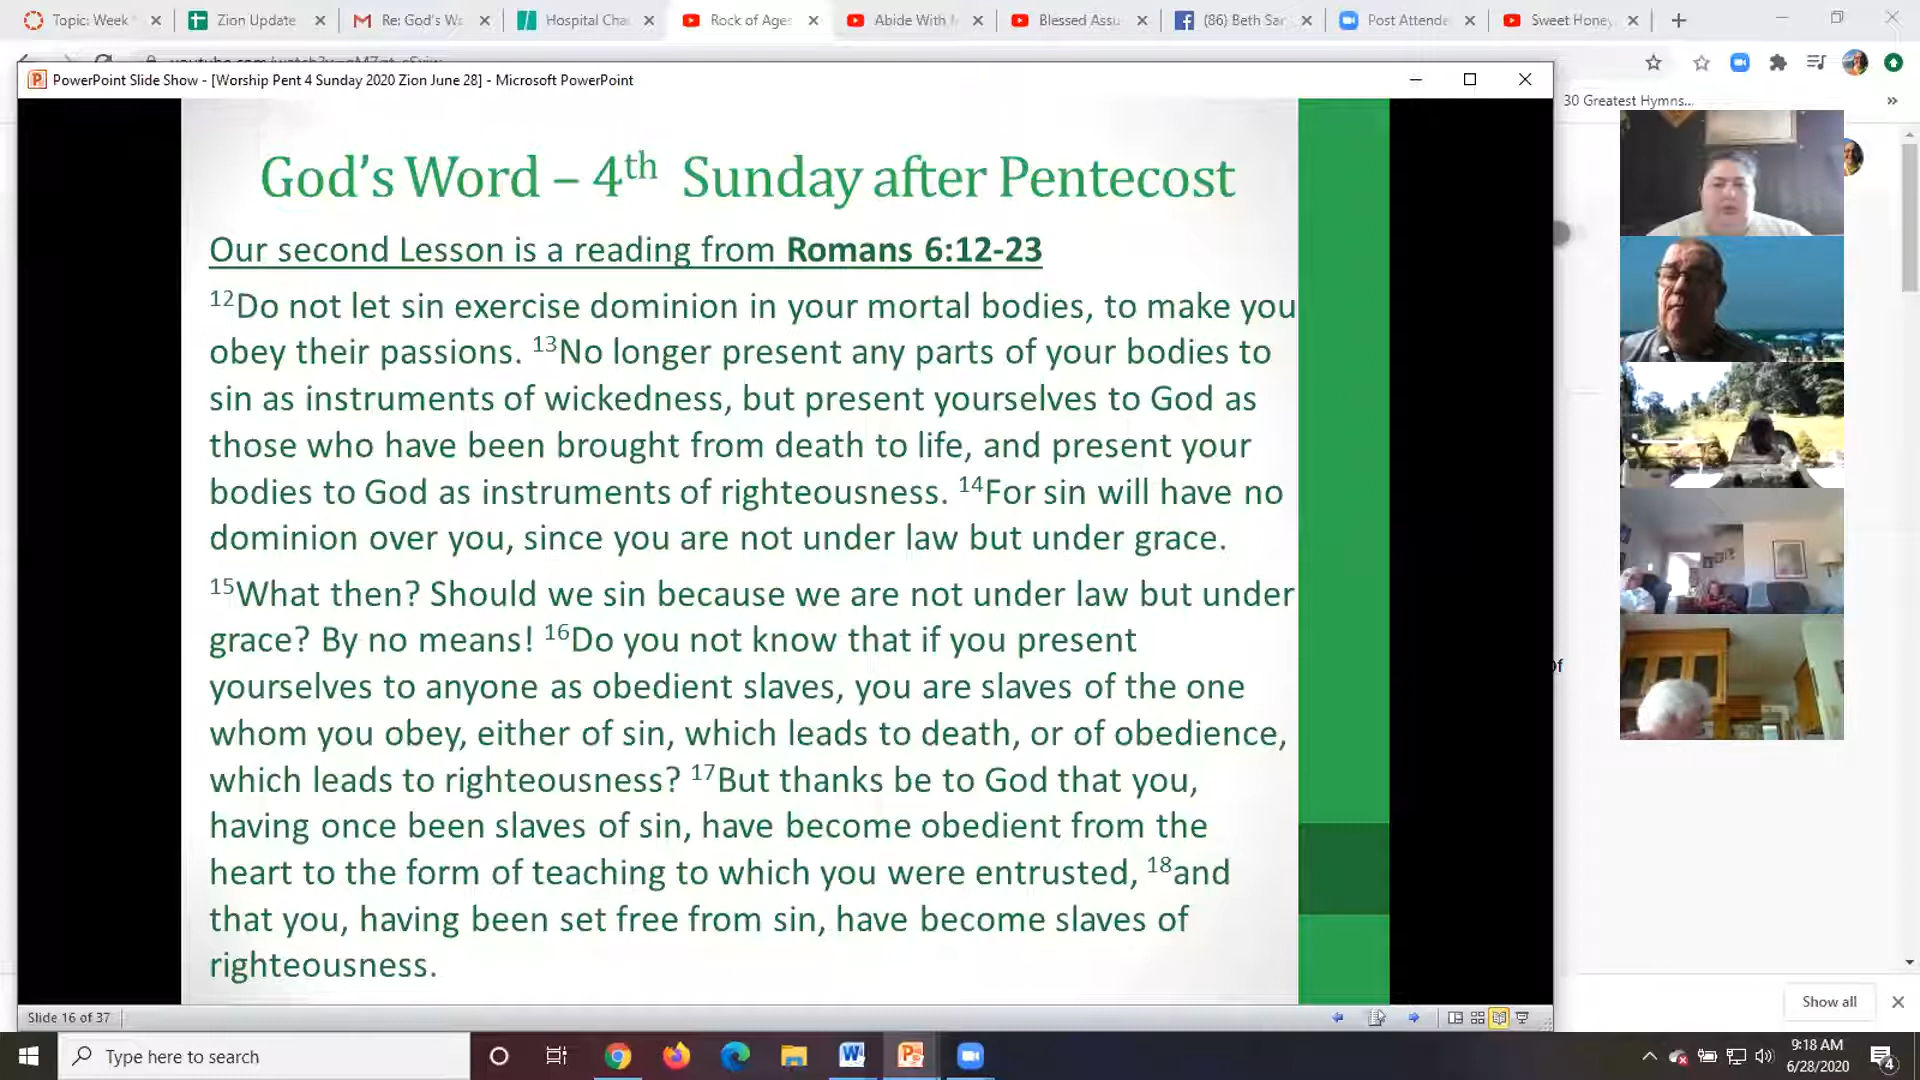 Topic: Week
Zion Update
Re: God's Wo
Hospital Cha
Rock of Ages
Abide With
Blessed Assu
(86) Beth Sar
Post Attende
Sweet Honey
PowerPoint Slide Show - [Worship Pent 4 Sunday 2020 Zion June 28] - Microsoft PowerPoint
30 Greatest Hymns...
God's Word – 4th Sunday after Pentecost
Our second Lesson is a reading from Romans 6:12-23
12Do not let sin exercise dominion in your mortal bodies, to make you
obey their passions. 13No longer present any parts of your bodies to
sin as instruments of wickedness, but present yourselves to God as
those who have been brought from death to life, and present your
bodies to God as instruments of righteousness. 14For sin will have no
dominion over you, since you are not under law but under grace.
15What then? Should we sin because we are not under law but under
grace? By no means! 16Do you not know that if you present
yourselves to anyone as obedient slaves, you are slaves of the one
whom you obey, either of sin, which leads to death, or of obedience,
which leads to righteousness? 17But thanks be to God that you,
having once been slaves of sin, have become obedient from the
heart to the form of teaching to which you were entrusted, 18and
that you, having been set free from sin, have become slaves of
righteousness.
of
Show all
Slide 16 of 37
Type here to search
9:18 AM
6/28/2020
4